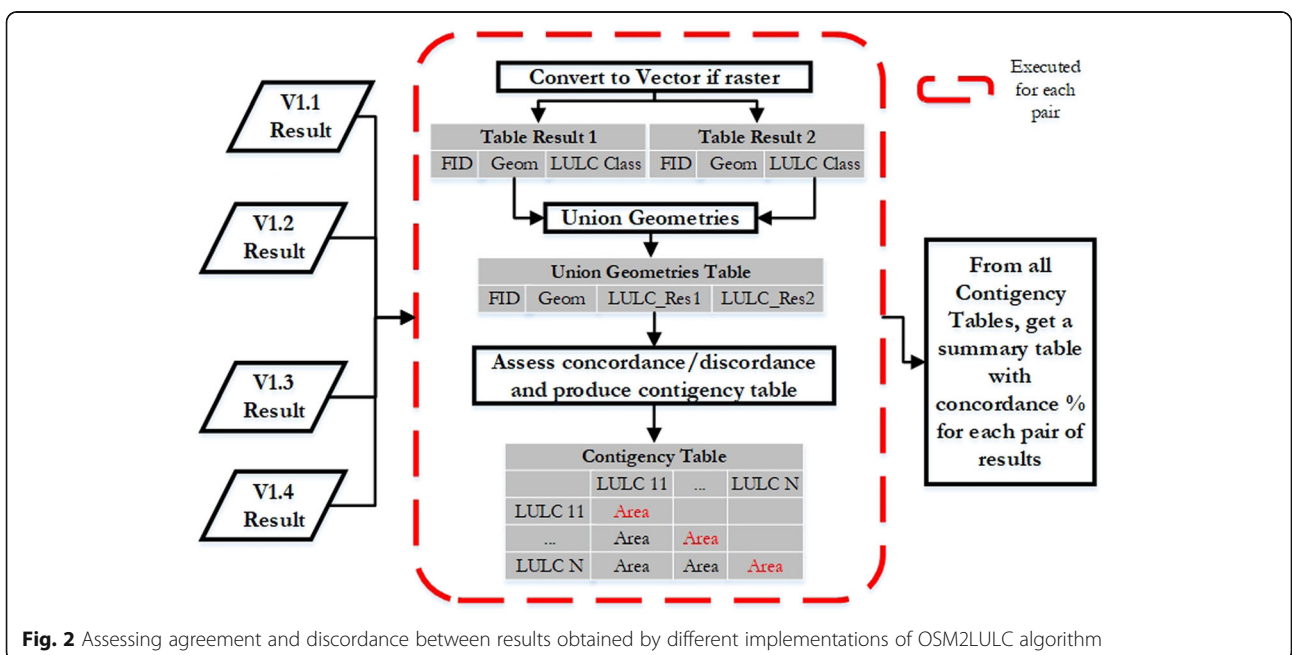 V1.1
Result
V1.2
Result
V1.3
Result
V1.4
Result
Convert to Vector if raster
Table Result 1
FID Geom LULC Class
Table Result 2
FID Geom LULC Class
Union Geometries
Union Geometries Table
FID Geom LULC_Res1 LULC_Res2
Assess concordance/discordance
and produce contigency table
Contigency Table
LULC 11 ... LULC N
LULC 11 Area
... Area Area
LULC N Area Area Area
Executed
for each
pair
From all
Contigency
Tables, get a
summary table
with
concordance %
for each pair of
results
Fig. 2 Assessing agreement and discordance between results obtained by different implementations of OSM2LULC algorithm